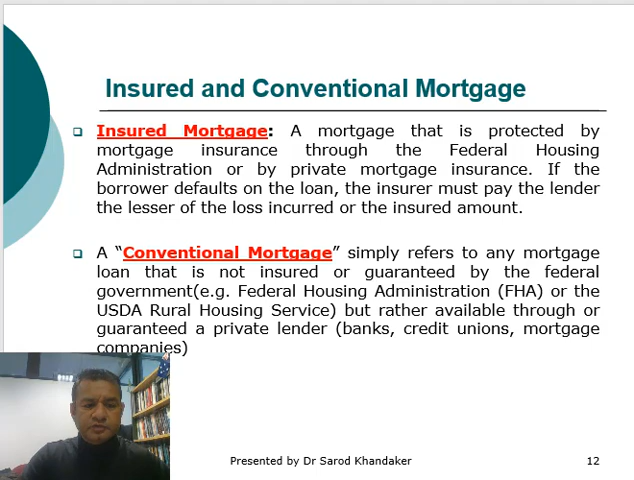 Insured and Conventional Mortgage
Insured Mortgage: A mortgage that is protected by
mortgage insurance through the Federal Housing
Administration or by private mortgage insurance. If the
borrower defaults on the loan, the insurer must pay the lender
the lesser of the loss incurred or the insured amount.
A “Conventional Mortgage” simply refers to any mortgage
loan that is not insured or guaranteed by the federal
government(e.g. Federal Housing Administration (FHA) or the
USDA Rural Housing Service) but rather available through or
guaranteed a private lender (banks, credit unions, mortgage
companies)
Presented by Dr Sarod Khandaker
12